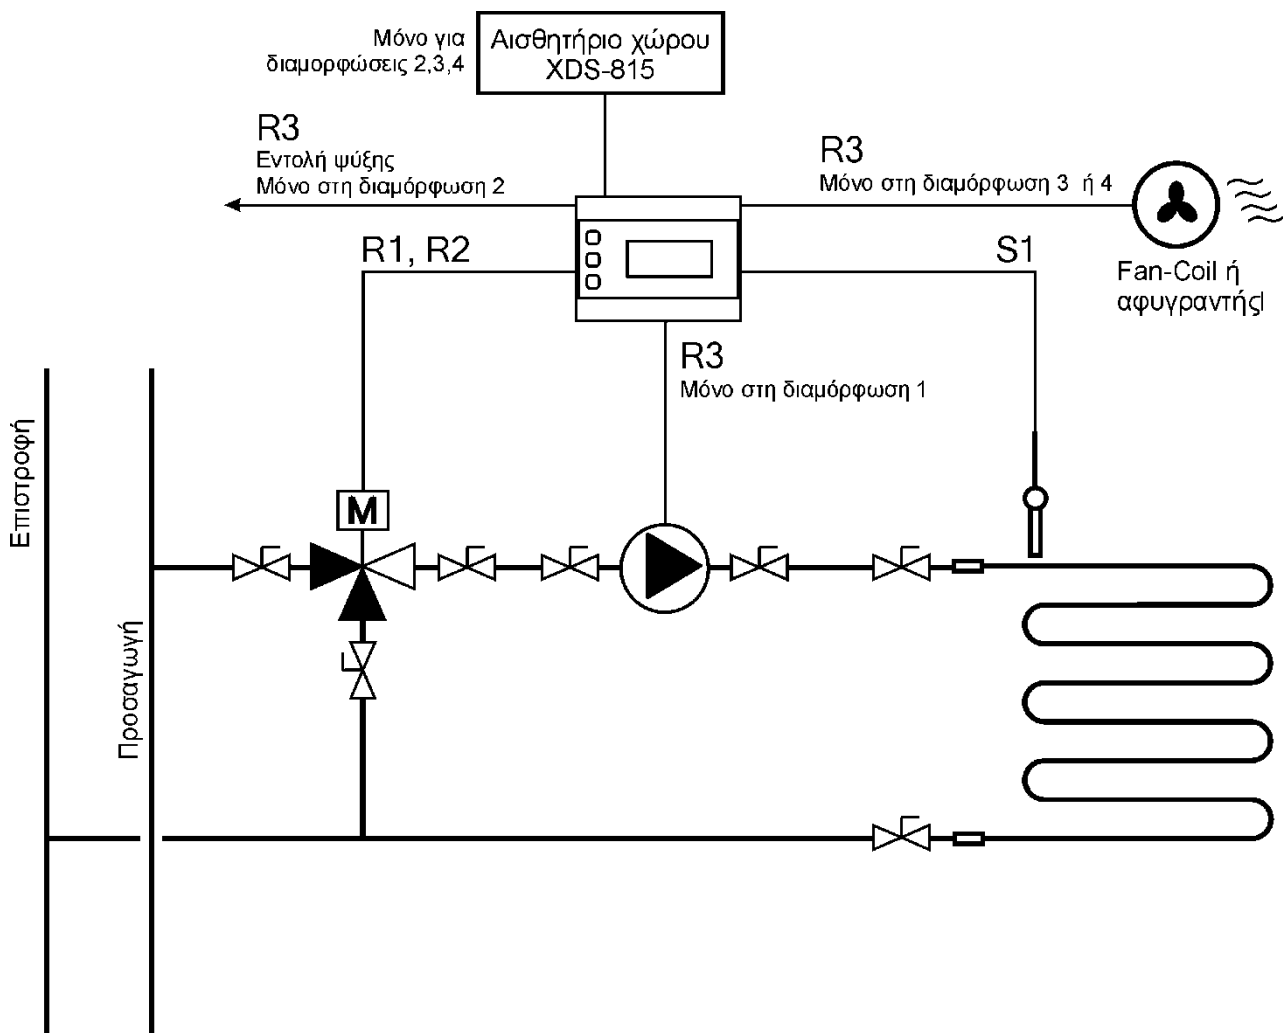 Μόνο για
διαμορφώσεις 2,3,4
Αισθητήριο χώρου
XDS-815
R3
Εντολή ψύξης
Μόνο στη διαμόρφωση 2
R3
Μόνο στη διαμόρφωση 3 ή 4
R1, R2
S1
Fan-Coil ή
αφυγραντής
R3
Μόνο στη διαμόρφωση 1
Επιστροφή
Προσαγωγή
M